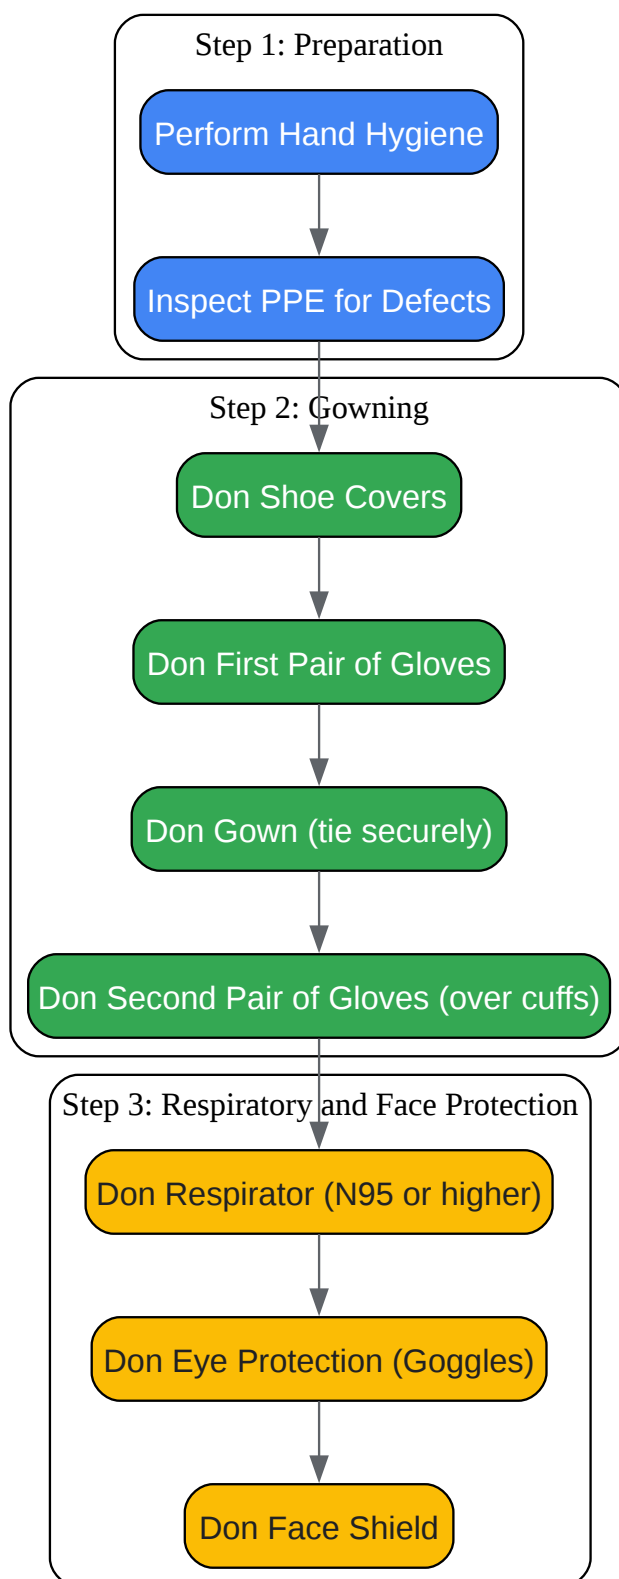 Step 1: Preparation
Perform Hand Hygiene
Inspect PPE for Defects
Step 2: Gowning
Don Shoe Covers
Don First Pair of Gloves
Don Gown (tie securely)
Don Second Pair of Gloves (over cuffs)
Step 3: Respiratory and Face Protection
Don Respirator (N95 or higher)
Don Eye Protection (Goggles)
Don Face Shield